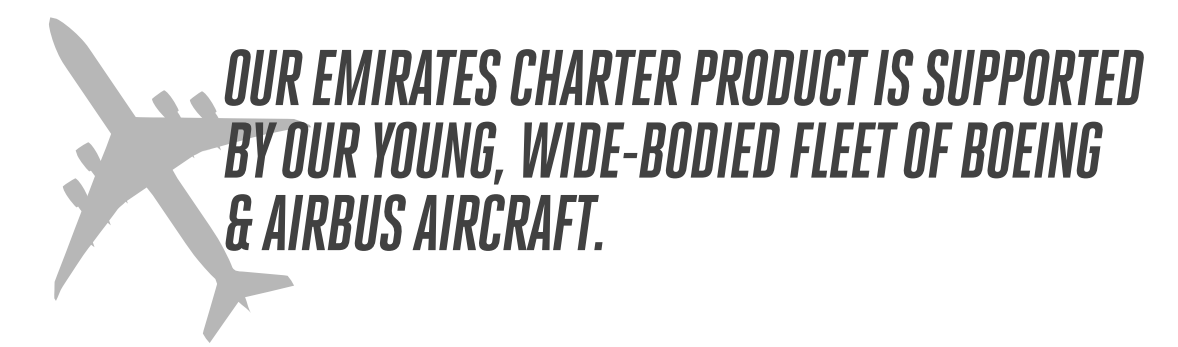 OUR EMIRATES CHARTER PRODUCT IS SUPPORTED
BY OUR YOUNG, WIDE-BODIED FLEET OF BOEING
& AIRBUS AIRCRAFT.